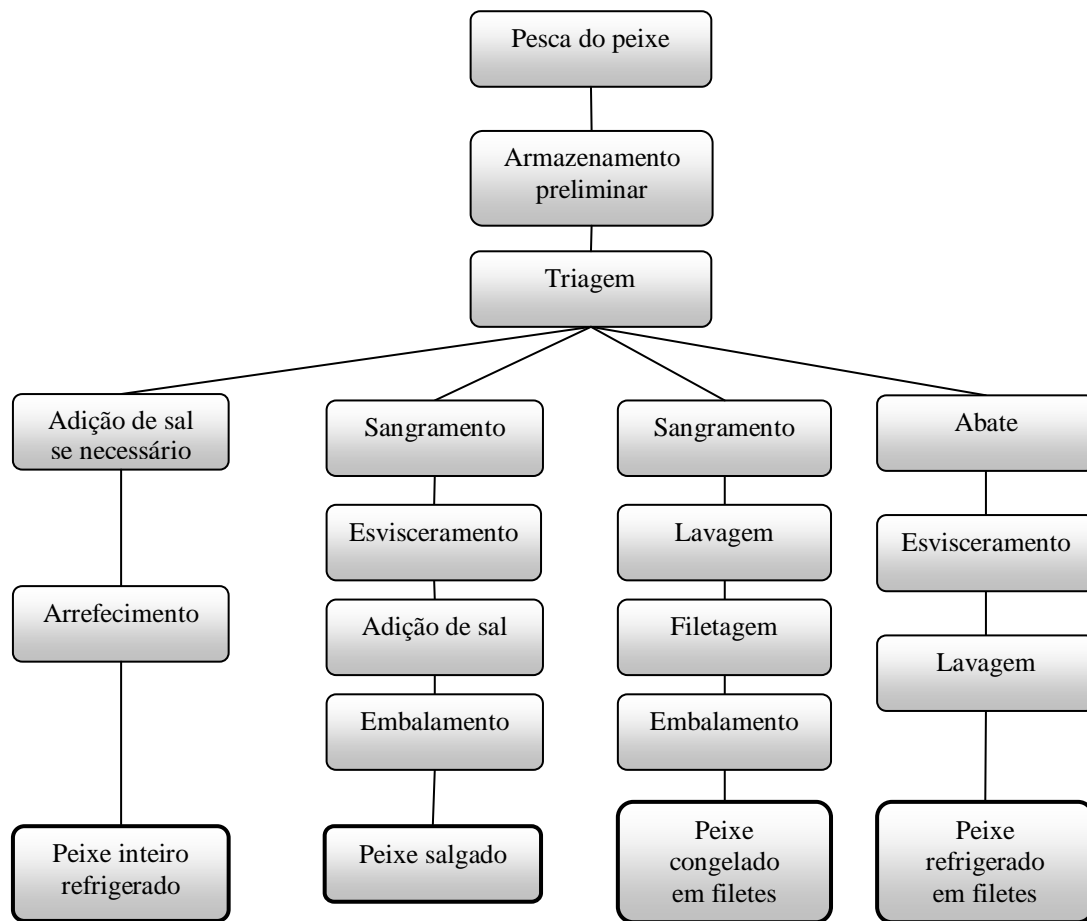 Pesca do peixe
Armazenamento
preliminar
Triagem
Adição de sal
se necessário
Arrefecimento
Peixe inteiro
refrigerado
Sangramento
Esvisceramento
Adição de sal
Embalamento
Peixe salgado
Sangramento
Lavagem
Filetagem
Embalamento
Peixe
congelado
em filetes
Abate
Esvisceramento
Lavagem
Peixe
refrigerado
em filetes